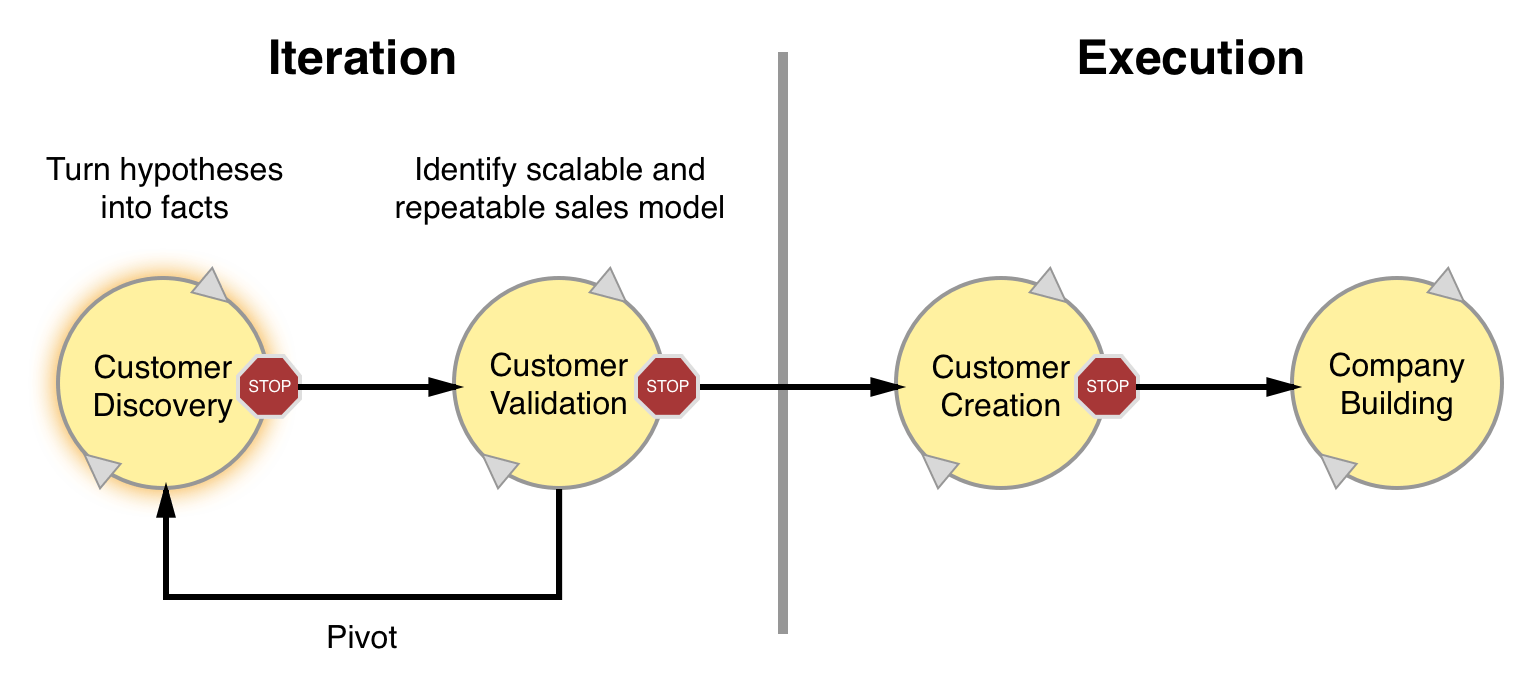 Iteration
Execution
Turn hypotheses
into facts
Identify scalable and
repeatable sales model
Customer
Discovery
STOP
Customer
Validation
STOP
Customer
Creation
STOP
Company
Building
Pivot